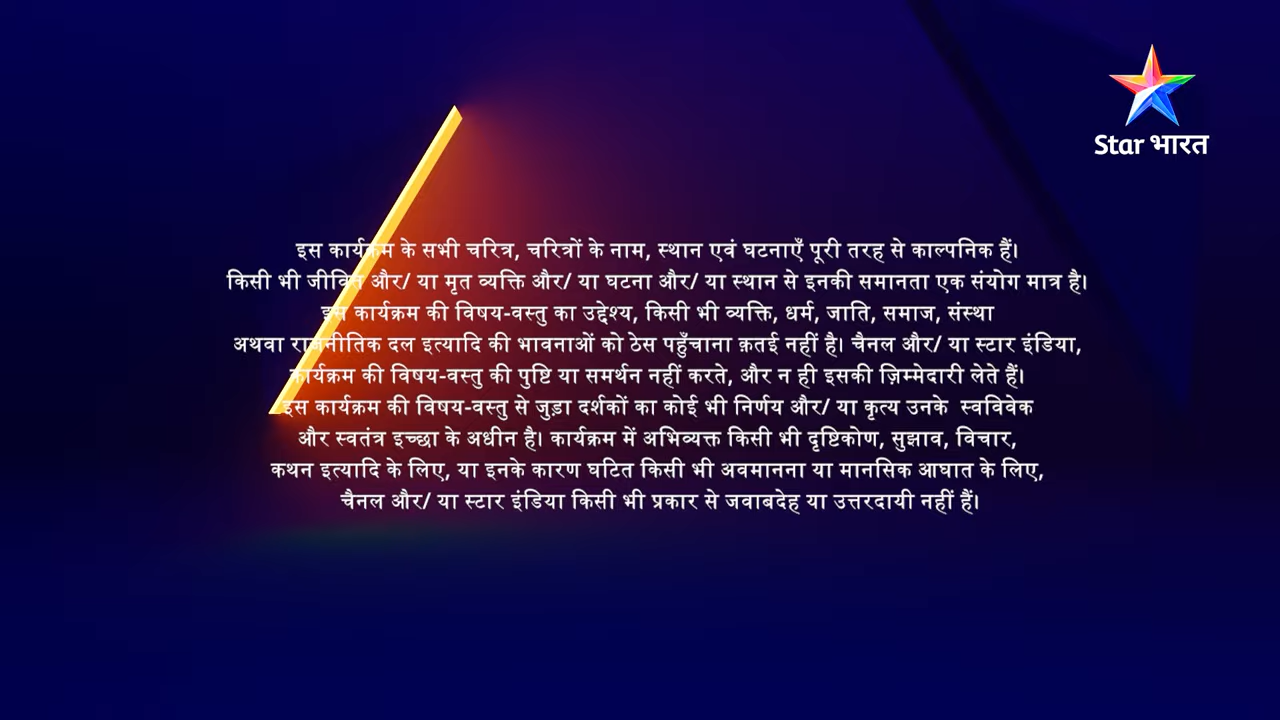 Star भारत
इस कार्यक्रम के सभी चरित्र, चरित्रों के नाम, स्थान एवं घटनाएँ पूरी तरह से काल्पनिक हैं।
किसी भी जीवित और/ या मृत व्यक्ति और/ या घटना और/ या स्थान से इनकी समानता एक संयोग मात्र है।
इस कार्यक्रम की विषय-वस्तु का उद्देश्य, किसी भी व्यक्ति, धर्म, जाति, समाज, संस्था
अथवा राजनीतिक दल इत्यादि की भावनाओं को ठेस पहुँचाना क़तई नहीं है। चैनल और/ या स्टार इंडिया,
कार्यक्रम की विषय-वस्तु की पुष्टि या समर्थन नहीं करते, और न ही इसकी ज़िम्मेदारी लेते हैं।
इस कार्यक्रम की विषय-वस्तु से जुड़ा दर्शकों का कोई भी निर्णय और/ या कृत्य उनके स्वविवेक
और स्वतंत्र इच्छा के अधीन है। कार्यक्रम में अभिव्यक्त किसी भी दृष्टिकोण, सुझाव, विचार,
कथन इत्यादि के लिए, या इनके कारण घटित किसी भी अवमानना या मानसिक आघात के लिए,
चैनल और/ या स्टार इंडिया किसी भी प्रकार से जवाबदेह या उत्तरदायी नहीं हैं।